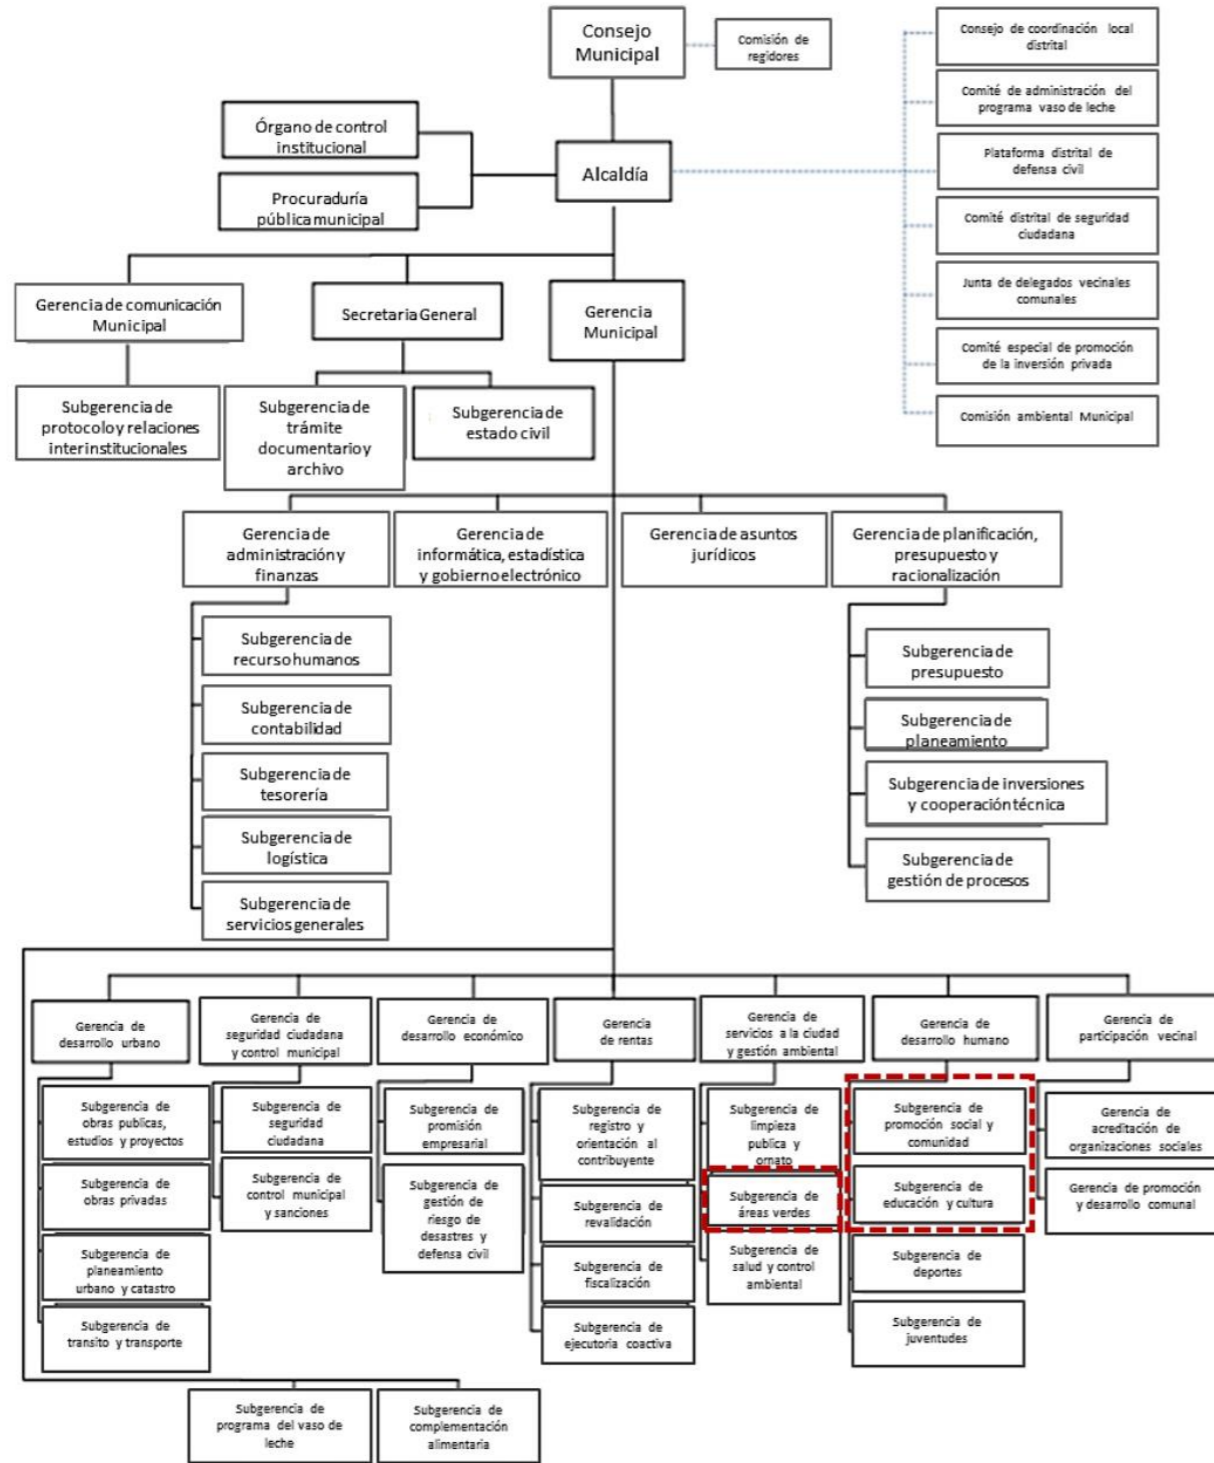 Consejo
Municipal
Comisión de
regidores
Consejo de coordinación local
distrital
Comité de administración del
programa vaso de leche
Plataforma distrital de
defensa civil
Comité distrital de seguridad
ciudadana
Junta de delegados vecinales
comunales
Comité especial de promoción
de la inversión privada
Comisión ambiental Municipal
Órgano de control
institucional
Procuraduría
pública municipal
Alcaldía
Gerencia de comunicación
Municipal
Secretaria General
Gerencia
Municipal
Subgerencia de
protocolo y relaciones
interinstitucionales
Subgerencia de
trámite
documentario y
archivo
Subgerencia de
estado civil
Gerencia de
administración y
finanzas
Gerencia de
informática, estadística
y gobierno electrónico
Gerencia de asuntos
jurídicos
Gerencia de planificación,
presupuesto y
racionalización
Subgerencia de
recurso humanos
Subgerencia de
contabilidad
Subgerencia de
tesorería
Subgerencia de
logística
Subgerencia de
servicios generales
Subgerencia de
presupuesto
Subgerencia de
planeamiento
Subgerencia de inversiones
y cooperación técnica
Subgerencia de
gestión de procesos
Gerencia de
desarrollo urbano
Gerencia de
seguridad ciudadana
y control municipal
Gerencia de
desarrollo económico
Gerencia
de rentas
Gerencia de
servicios a la ciudad
y gestión ambiental
Gerencia de
desarrollo humano
Gerencia de
participación vecinal
Subgerencia de
obras publicas,
estudios y proyectos
Subgerencia de
obras privadas
Subgerencia de
planeamiento
urbano y catastro
Subgerencia de
transito y transporte
Subgerencia de
seguridad
ciudadana
Subgerencia de
control municipal
y sanciones
Subgerencia de
promisión
empresarial
Subgerencia de
gestión de
riesgo de
desastres y
defensa civil
Subgerencia de
registro y
orientación al
contribuyente
Subgerencia de
revalidación
Subgerencia de
fiscalización
Subgerencia de
ejecutoria coactiva
Subgerencia de
limpieza
publica y
ornato
Subgerencia de
áreas verdes
Subgerencia de
salud y control
ambiental
Subgerencia de
promoción social y
comunidad
Subgerencia de
educación y cultura
Subgerencia de
deportes
Subgerencia de
juventudes
Gerencia de
acreditación de
organizaciones sociales
Gerencia de promoción
y desarrollo comunal
Subgerencia de
programa del vaso de
leche
Subgerencia de
complementación
alimentaria